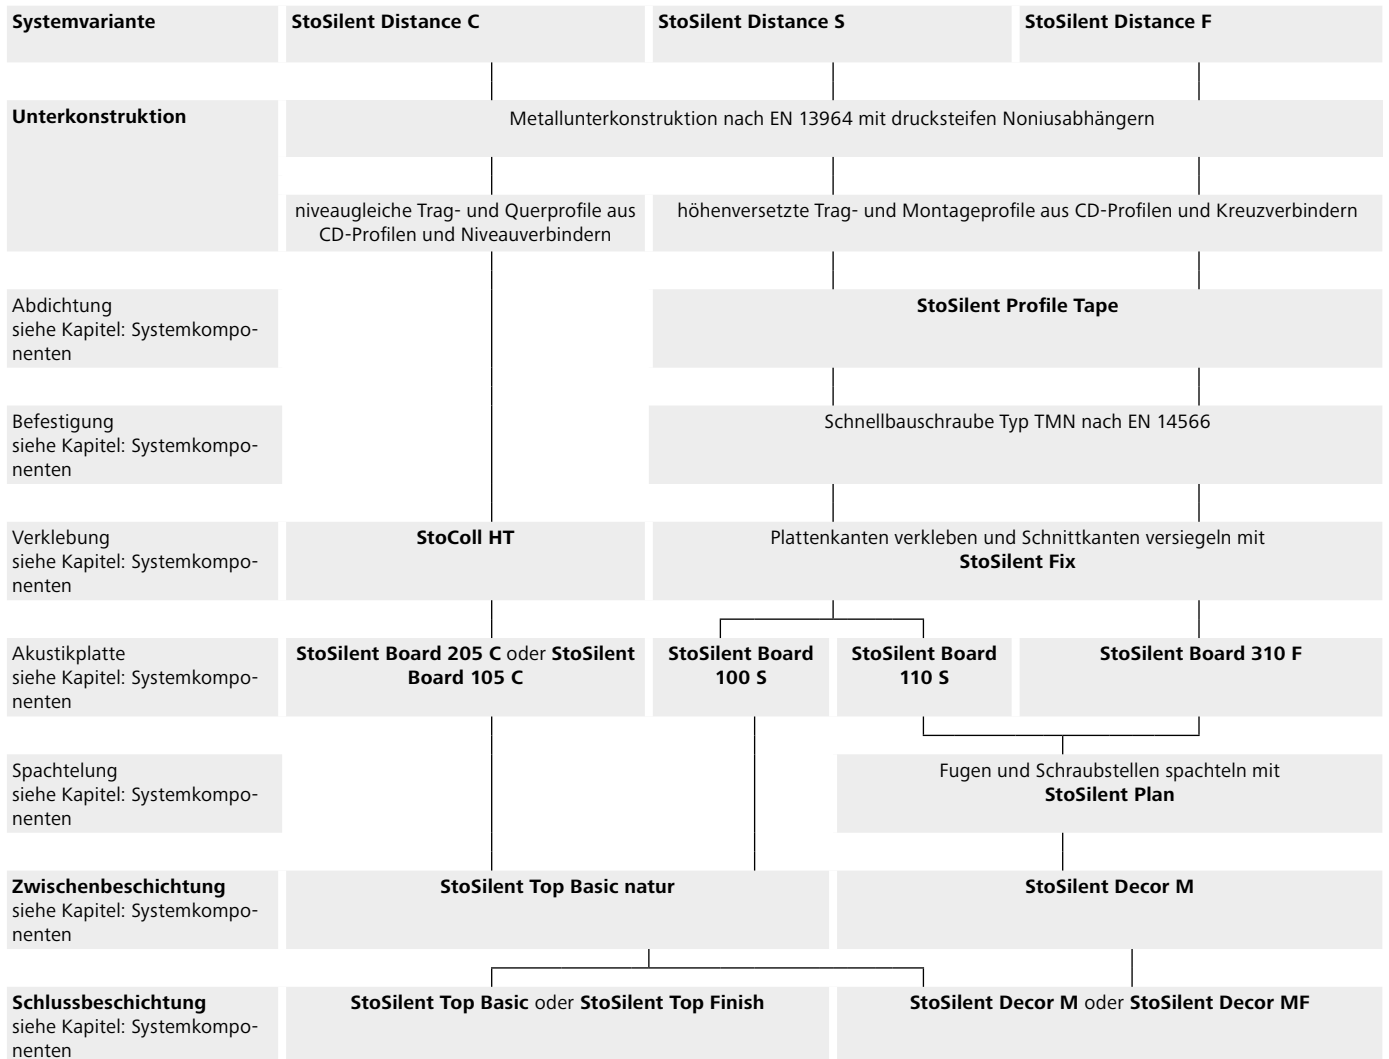 Systemvariante
StoSilent Distance C
StoSilent Distance S
StoSilent Distance F
Unterkonstruktion
Metallunterkonstruktion nach EN 13964 mit drucksteifen Noniusabhängern
niveaugleiche Trag- und Querprofile aus
CD-Profilen und Niveauverbindern
höhenversetzte Trag- und Montageprofile aus CD-Profilen und Kreuzverbindern
Abdichtung
siehe Kapitel: Systemkompo-
nenten
StoSilent Profile Tape
Befestigung
siehe Kapitel: Systemkompo-
nenten
Schnellbauschraube Typ TMN nach EN 14566
Verklebung
siehe Kapitel: Systemkompo-
nenten
StoColl HT
Plattenkanten verkleben und Schnittkanten versiegeln mit
StoSilent Fix
Akustikplatte
siehe Kapitel: Systemkompo-
nenten
StoSilent Board 205 C oder StoSilent
Board 105 C
StoSilent Board
100 S
StoSilent Board
110 S
StoSilent Board 310 F
Spachtelung
siehe Kapitel: Systemkompo-
nenten
Fugen und Schraubstellen spachteln mit
StoSilent Plan
Zwischenbeschichtung
siehe Kapitel: Systemkompo-
nenten
StoSilent Top Basic natur
StoSilent Decor M
Schlussbeschichtung
siehe Kapitel: Systemkompo-
nenten
StoSilent Top Basic oder StoSilent Top Finish
StoSilent Decor M oder StoSilent Decor MF